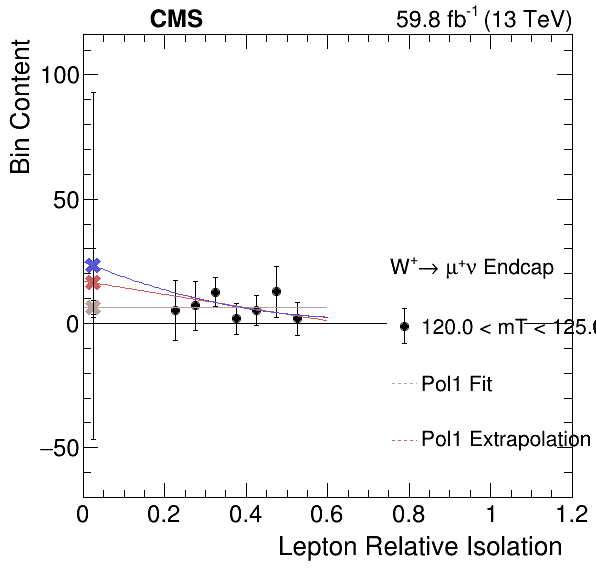 CMS
59.8 fb⁻¹ (13 TeV)
Bin Content
100
50
0
−50
W⁺→ μ⁺ν Endcap
120.0 < mT < 125.0
Pol1 Fit
Pol1 Extrapolation
0 0.2 0.4 0.6 0.8 1 1.2
Lepton Relative Isolation